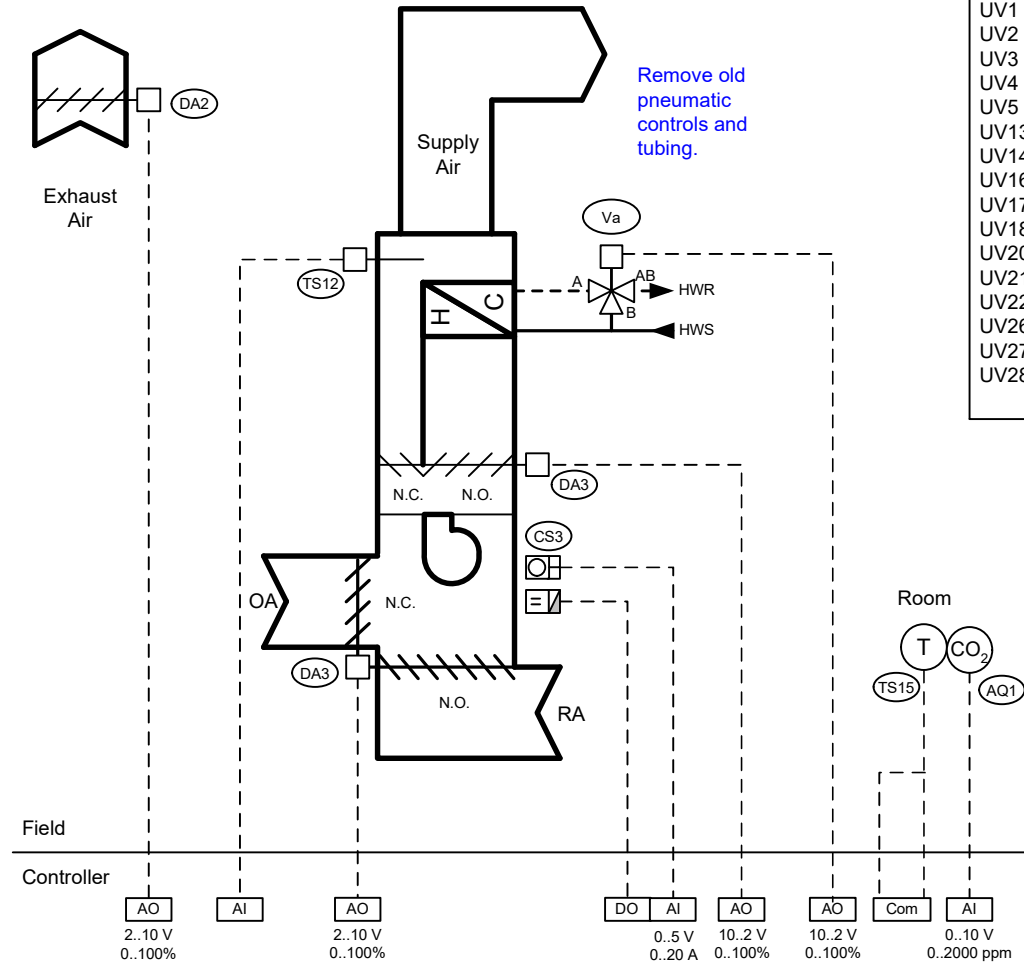 UV1
UV2
UV3
UV4
UV5
UV13
UV14
UV16
UV17
UV18
UV20
UV21
UV22
UV26
UV27
UV28
Remove old
pneumatic
controls and
tubing.
DA2
Exhaust
Air
Supply
Air
Va
TS12
A
AB
HWR
B
HWS
H
C
DA3
N.C.
N.O.
CS3
OA
N.C.
DA3
N.O.
RA
Room
T
CO2
TS15
AQ1
Field
Controller
AO
AI
AO
DO
AI
AO
AO
Com
AI
2..10 V
0..100%
2..10 V
0..100%
0..5 V
0..20 A
10..2 V
0..100%
10..2 V
0..100%
0..10 V
0..2000 ppm